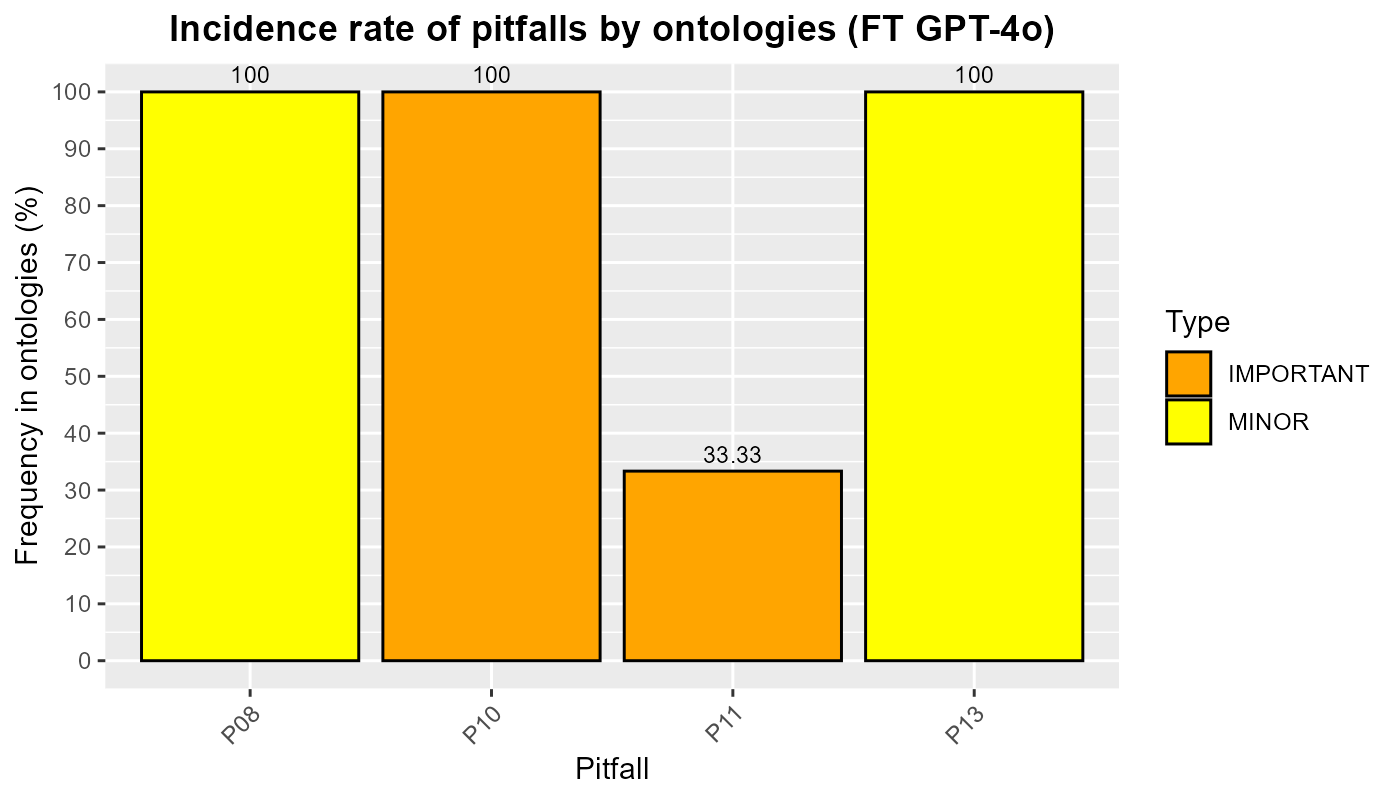 Incidence rate of pitfalls by ontologies (FT GPT-4o)
100
100
33.33
100
Frequency in ontologies (%)
100
90
80
70
60
50
40
30
20
10
0
P08
P10
P11
P13
Pitfall
Type
IMPORTANT
MINOR